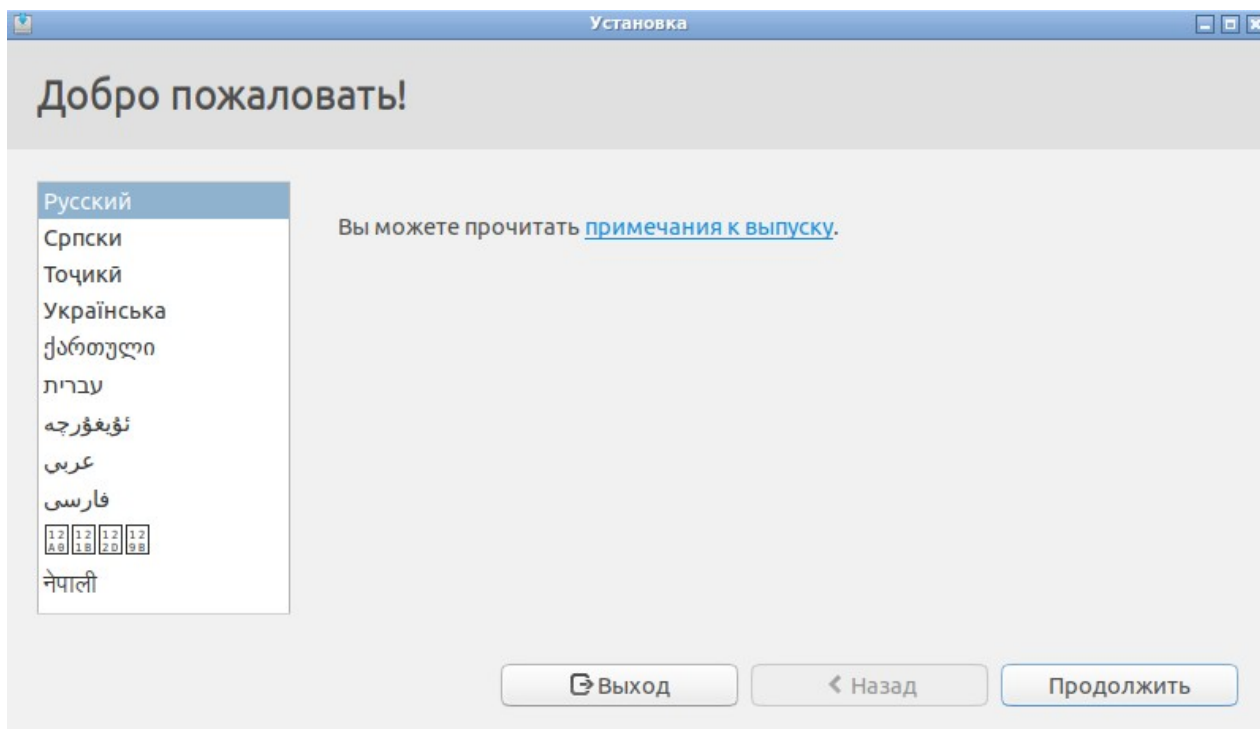 Установка
Добро пожаловать!
Русский
Српски
Тоҷикӣ
Українська
ქართული
עברית
ئۇيغۇرچە
عربي
فارسی
नेपाली
Вы можете прочитать примечания к выпуску.
Выход
Назад
Продолжить